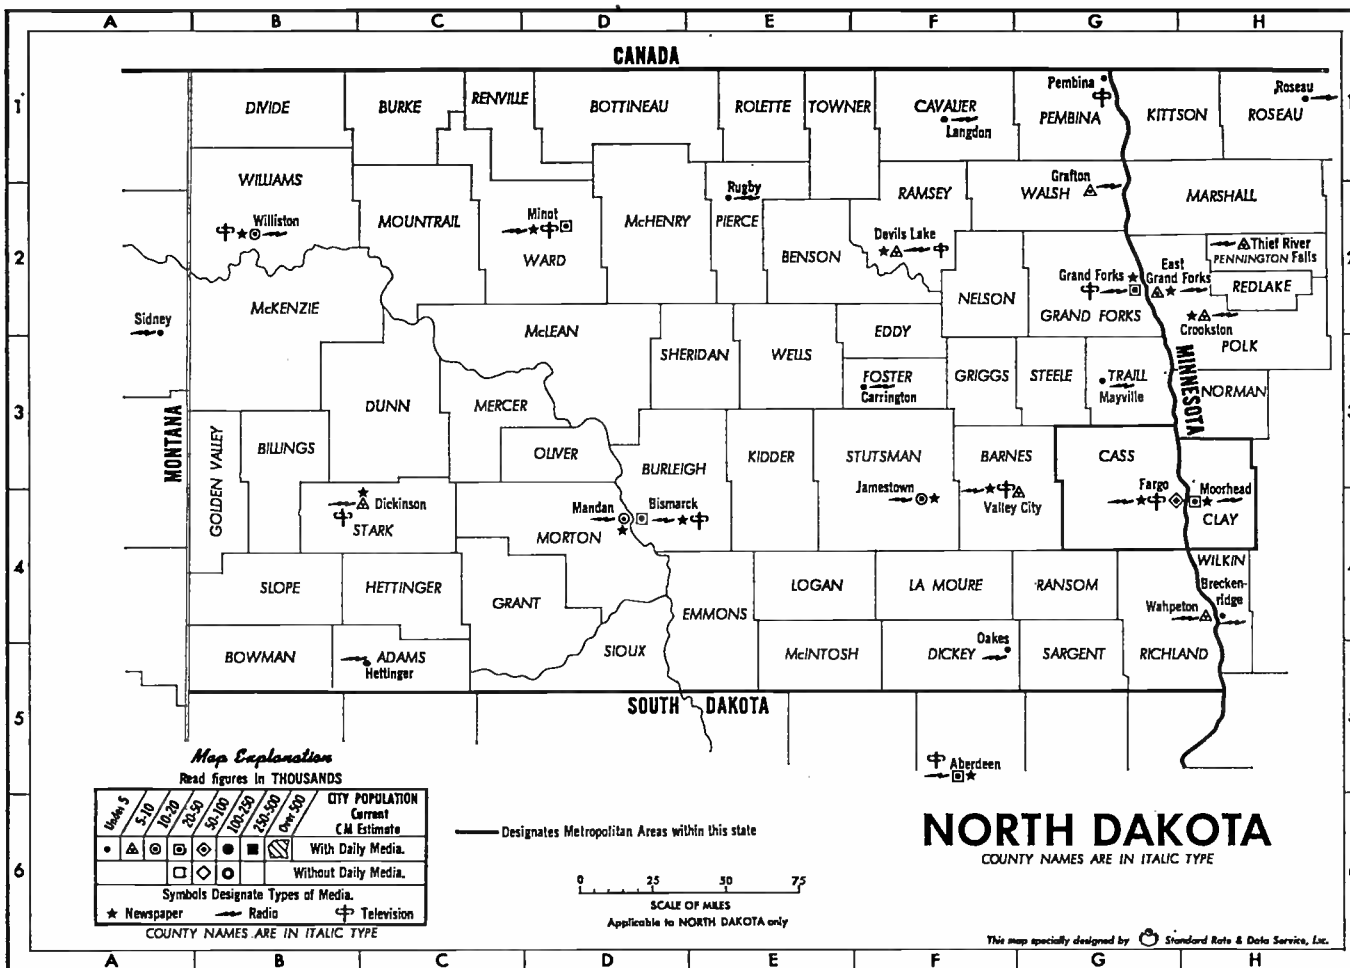 A B C D E F G H
CANADA
1
DIVIDE
BURKE
RENVILLE
BOTTINEAU
ROLETTE
TOWNER
CAVALIER
Langdon
Pembina
PEMBINA
KITTSON
Roseau
ROSEAU
1
WILLIAMS
Williston
MOUNTRAIL
Minot
WARD
McHENRY
Rugby
PIERCE
BENSON
RAMSEY
Devils Lake
Grafton
WALSH
MARSHALL
Thief River
PENNINGTON Falls
2
2
McKENZIE
NELSON
Grand Forks
GRAND FORKS
East
Grand Forks
REDLAKE
Crookston
POLK
Sidney
McLEAN
SHERIDAN
WELLS
EDDY
FOSTER
Carrington
GRIGGS
STEELE
TRAILL
Mayville
MINNESOTA
NORMAN
3
3
MONTANA
GOLDEN VALLEY
BILLINGS
DUNN
MERCER
OLIVER
BURLEIGH
KIDDER
STUTSMAN
Jamestown
BARNES
Valley City
CASS
Fargo
Moorhead
CLAY
Dickinson
STARK
Mandan
MORTON
Bismarck
4
4
SLOPE
HETTINGER
GRANT
EMMONS
LOGAN
LA MOURE
RANSOM
WILKIN
Brecken-
ridge
Wahpeton
BOWMAN
ADAMS
Hettinger
SIOUX
McINTOSH
Oakes
DICKEY
SARGENT
RICHLAND
5
SOUTH DAKOTA
Aberdeen
Map Explanation
Read figures in THOUSANDS
Under 5
5-10
10-20
20-50
50-100
100-250
250-500
Over 500
CITY POPULATION
Current
CM Estimate
With Daily Media.
Without Daily Media.
Symbols Designate Types of Media.
Newspaper Radio Television
COUNTY NAMES ARE IN ITALIC TYPE
Designates Metropolitan Areas within this state
0 25 50 75
SCALE OF MILES
Applicable to NORTH DAKOTA only
NORTH DAKOTA
COUNTY NAMES ARE IN ITALIC TYPE
6
This map specially designed by Standard Rate & Data Service, Inc.
A B C D E F G H